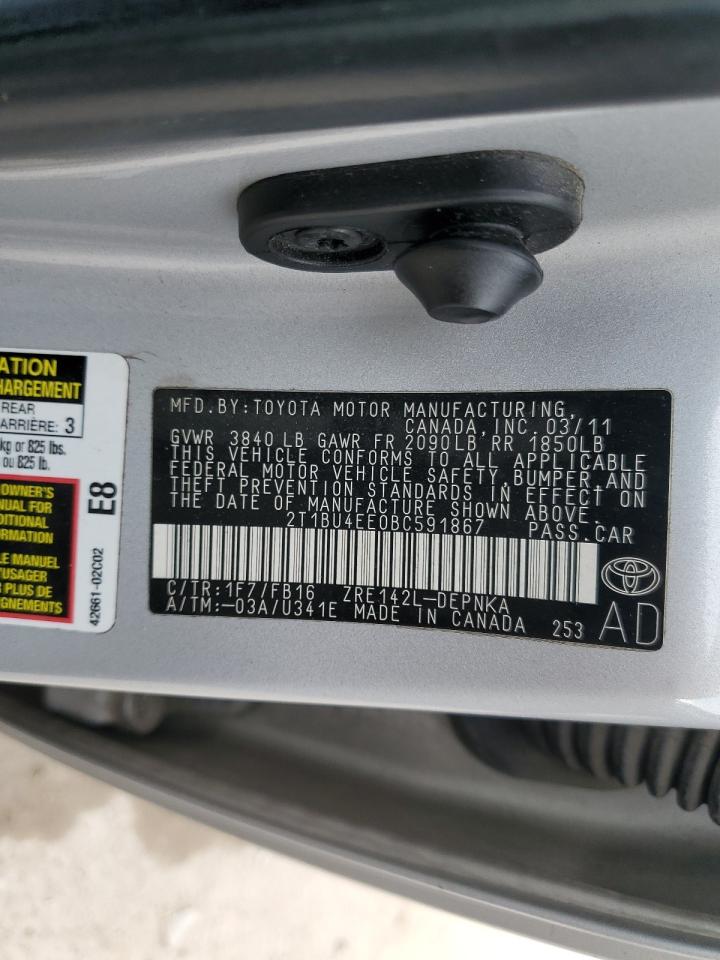 ATION
HARGEMENT
REAR
ARRIÈRE: 3
kg or 825 lbs.
ou 825 lb.
OWNER'S
NUAL FOR
DITIONAL
ORMATION
LE MANUEL
'USAGER
R PLUS DE
IGNEMENTS
E8
42661-02C02
MFD. BY: TOYOTA MOTOR MANUFACTURING,
CANADA, INC. 03/11
GVWR 3840 LB GAWR FR 2090LB RR 1850LB
THIS VEHICLE CONFORMS TO ALL APPLICABLE
FEDERAL MOTOR VEHICLE SAFETY, BUMPER, AND
THEFT PREVENTION STANDARDS IN EFFECT ON
THE DATE OF MANUFACTURE SHOWN ABOVE.
2T1BU4EE0BC591867 PASS. CAR
C/TR: 1F7/FB16 ZRE142L-DEPNKA
A/TM: -03A/U341E MADE IN CANADA 253
AD